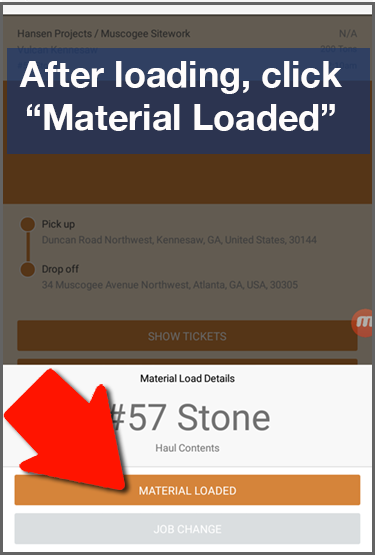 Hansen Projects / Muscogee Sitework N/A
After loading, click
“Material Loaded”
Pick up
Duncan Road Northwest, Kennesaw, GA, United States, 30144
Drop off
34 Muscogee Avenue Northwest, Atlanta, GA, USA, 30305
SHOW TICKETS
Material Load Details
#57 Stone
Haul Contents
MATERIAL LOADED
JOB CHANGE